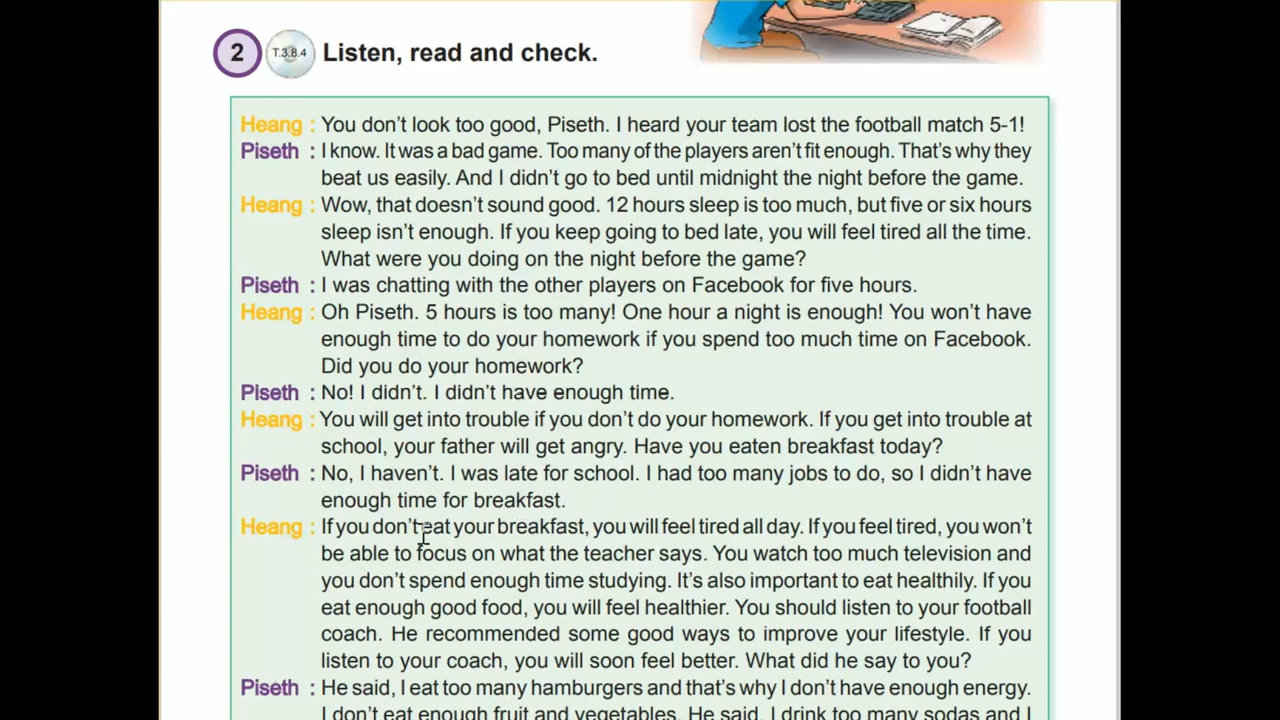 2 T.3.8.4 Listen, read and check.
Heang : You don't look too good, Piseth. I heard your team lost the football match 5-1!
Piseth : I know. It was a bad game. Too many of the players aren't fit enough. That's why they
beat us easily. And I didn't go to bed until midnight the night before the game.
Heang : Wow, that doesn't sound good. 12 hours sleep is too much, but five or six hours
sleep isn't enough. If you keep going to bed late, you will feel tired all the time.
What were you doing on the night before the game?
Piseth : I was chatting with the other players on Facebook for five hours.
Heang : Oh Piseth. 5 hours is too many! One hour a night is enough! You won't have
enough time to do your homework if you spend too much time on Facebook.
Did you do your homework?
Piseth : No! I didn't. I didn't have enough time.
Heang : You will get into trouble if you don't do your homework. If you get into trouble at
school, your father will get angry. Have you eaten breakfast today?
Piseth : No, I haven't. I was late for school. I had too many jobs to do, so I didn't have
enough time for breakfast.
Heang : If you don't eat your breakfast, you will feel tired all day. If you feel tired, you won't
be able to focus on what the teacher says. You watch too much television and
you don't spend enough time studying. It's also important to eat healthily. If you
eat enough good food, you will feel healthier. You should listen to your football
coach. He recommended some good ways to improve your lifestyle. If you
listen to your coach, you will soon feel better. What did he say to you?
Piseth : He said, I eat too many hamburgers and that's why I don't have enough energy.
I don't eat enough fruit and vegetables. He said, I drink too many sodas and I